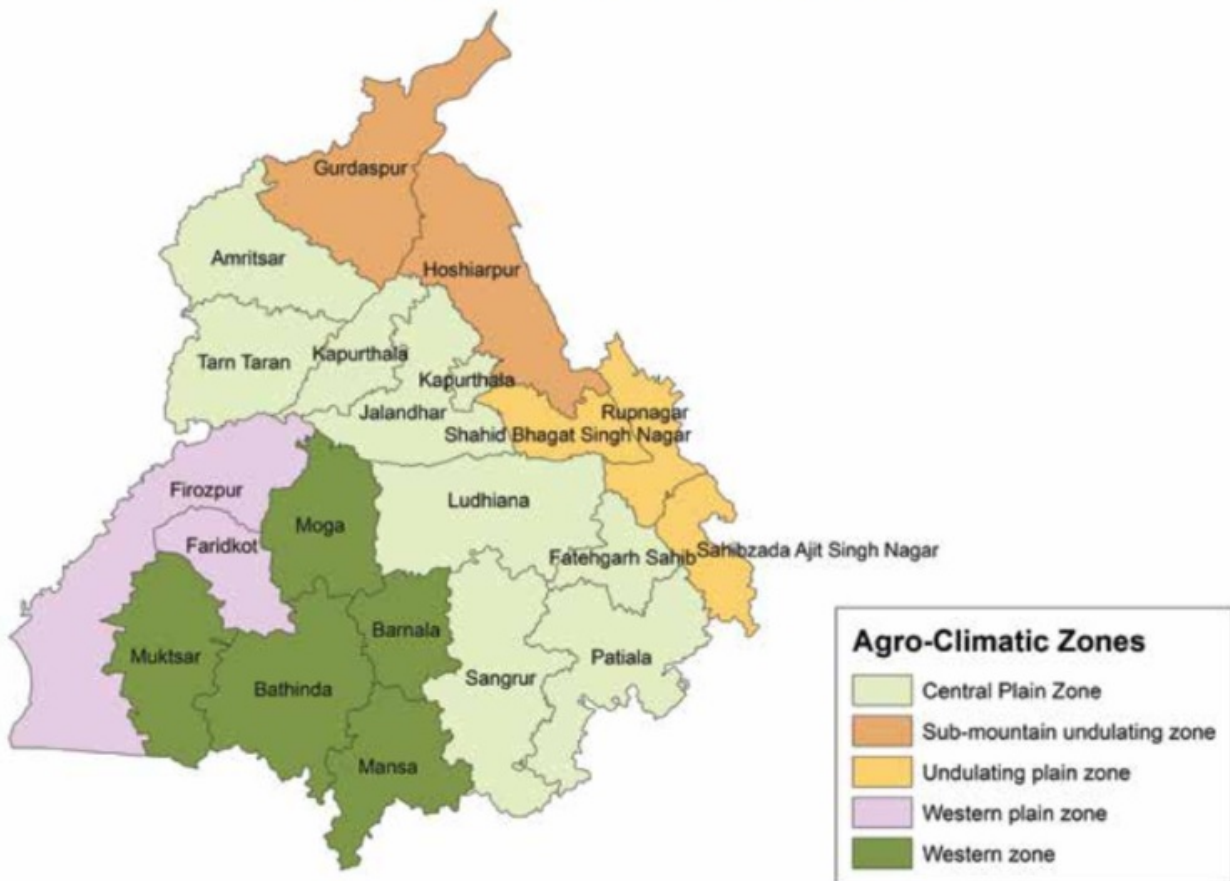 Gurdaspur
Amritsar
Hoshiarpur
Tarn Taran
Kapurthala
Kapurthala
Jalandhar
Rupnagar
Shahid Bhagat Singh Nagar
Firozpur
Ludhiana
Moga
Faridkot
Fatehgarh Sahib
Sahibzada Ajit Singh Nagar
Barnala
Muktsar
Patiala
Sangrur
Bathinda
Mansa
Agro-Climatic Zones
Central Plain Zone
Sub-mountain undulating zone
Undulating plain zone
Western plain zone
Western zone